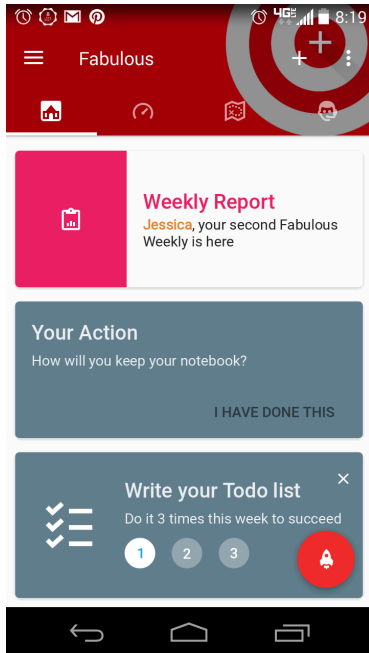 4G LTE 8:19
Fabulous
Weekly Report
Jessica, your second Fabulous
Weekly is here
Your Action
How will you keep your notebook?
I HAVE DONE THIS
Write your Todo list
Do it 3 times this week to succeed
1 2 3